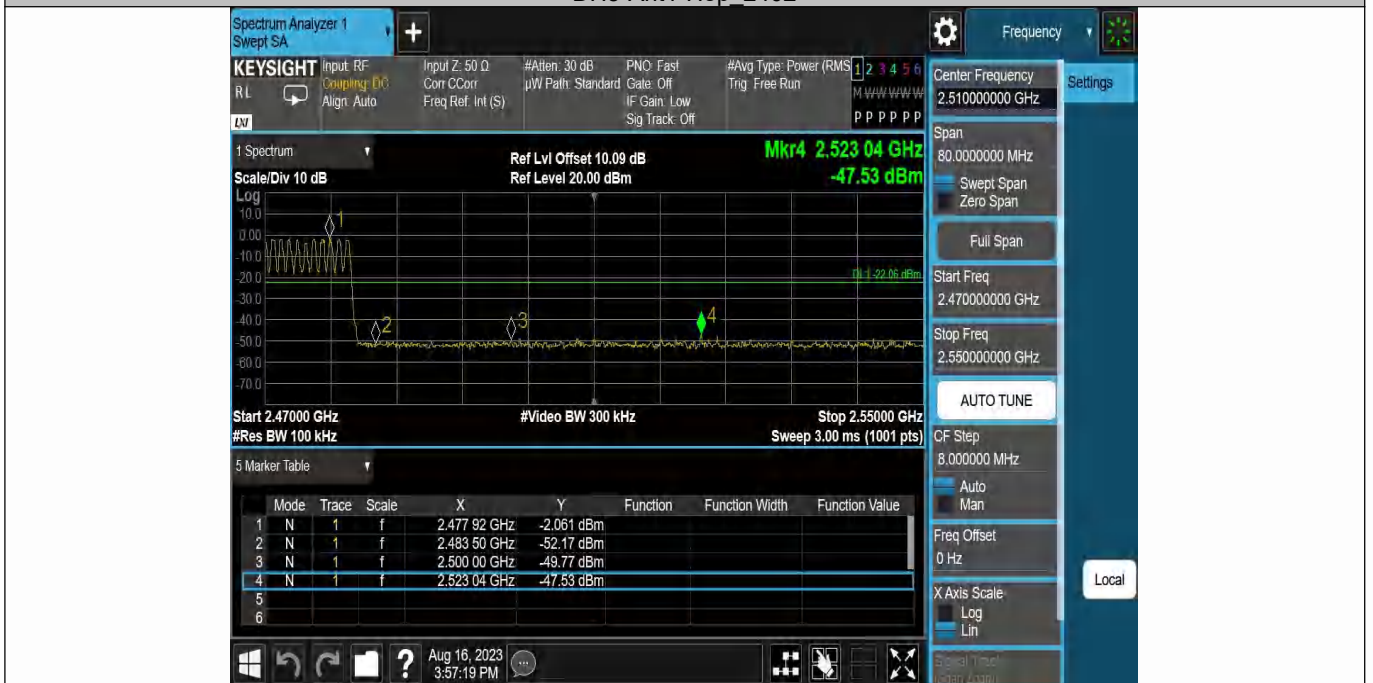 Spectrum Analyzer 1
Swept SA
+
Frequency
KEYSIGHT
RL
LXI
Input: RF
Coupling: DC
Align: Auto
Input Z: 50 Ω
Corr CCorr
Freq Ref: Int (S)
#Atten: 30 dB
µW Path: Standard
PNO: Fast
Gate: Off
IF Gain: Low
Sig Track: Off
#Avg Type: Power (RMS
Trig: Free Run
1 2 3 4 5 6
M W W W W W
P P P P P P
1 Spectrum
Scale/Div 10 dB
Ref Lvl Offset 10.09 dB
Ref Level 20.00 dBm
Mkr4 2.523 04 GHz
-47.53 dBm
Log
10.0
0.00
-10.0
-20.0
-30.0
-40.0
-50.0
-60.0
-70.0
1
2
3
4
DL1 -22.06 dBm
Start 2.47000 GHz
#Video BW 300 kHz
Stop 2.55000 GHz
#Res BW 100 kHz
Sweep 3.00 ms (1001 pts)
5 Marker Table
Mode Trace Scale X Y Function Function Width Function Value
1 N 1 f 2.477 92 GHz -2.061 dBm
2 N 1 f 2.483 50 GHz -52.17 dBm
3 N 1 f 2.500 00 GHz -49.77 dBm
4 N 1 f 2.523 04 GHz -47.53 dBm
5
6
?
Aug 16, 2023
3:57:19 PM
Center Frequency
2.510000000 GHz
Settings
Span
80.0000000 MHz
Swept Span
Zero Span
Full Span
Start Freq
2.470000000 GHz
Stop Freq
2.550000000 GHz
AUTO TUNE
CF Step
8.000000 MHz
Auto
Man
Freq Offset
0 Hz
X Axis Scale
Log
Lin
Local